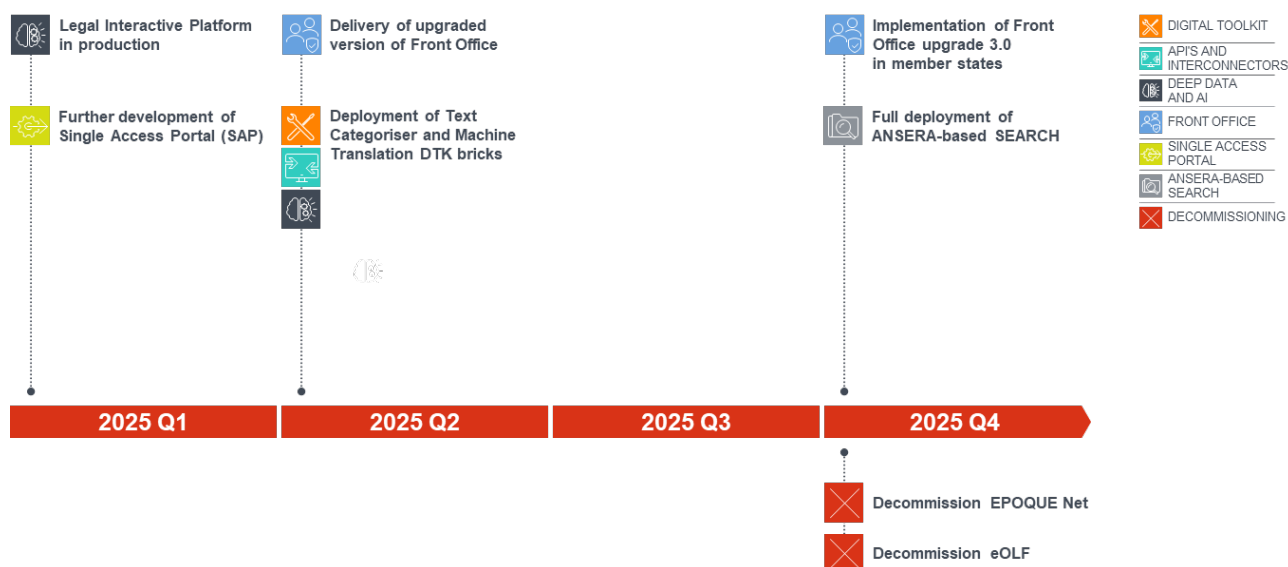 Legal Interactive Platform
in production
Further development of
Single Access Portal (SAP)
Delivery of upgraded
version of Front Office
Deployment of Text
Categoriser and Machine
Translation DTK bricks
Implementation of Front
Office upgrade 3.0
in member states
Full deployment of
ANSERA-based SEARCH
DIGITAL TOOLKIT
API'S AND
INTERCONNECTORS
DEEP DATA
AND AI
FRONT OFFICE
SINGLE ACCESS
PORTAL
ANSERA-BASED
SEARCH
DECOMMISSIONING
2025 Q1
2025 Q2
2025 Q3
2025 Q4
Decommission EPOQUE Net
Decommission eOLF